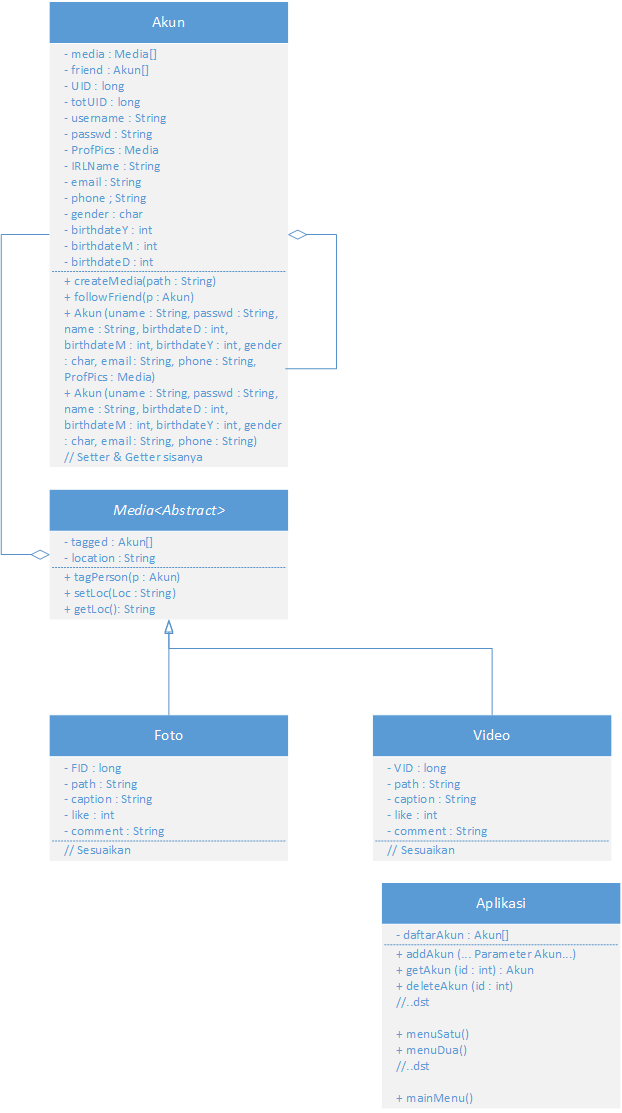 Akun
- media : Media[]
- friend : Akun[]
- UID : long
- totUID : long
- username : String
- passwd : String
- ProfPics : Media
- IRLName : String
- email : String
- phone ; String
- gender : char
- birthdateY : int
- birthdateM : int
- birthdateD : int
+ createMedia(path : String)
+ followFriend(p : Akun)
+ Akun (uname : String, passwd : String,
name : String, birthdateD : int,
birthdateM : int, birthdateY : int, gender
: char, email : String, phone : String,
ProfPics : Media)
+ Akun (uname : String, passwd : String,
name : String, birthdateD : int,
birthdateM : int, birthdateY : int, gender
: char, email : String, phone : String)
// Setter & Getter sisanya
Media<Abstract>
- tagged : Akun[]
- location : String
+ tagPerson(p : Akun)
+ setLoc(Loc : String)
+ getLoc(): String
Foto
- FID : long
- path : String
- caption : String
- like : int
- comment : String
// Sesuaikan
Video
- VID : long
- path : String
- caption : String
- like : int
- comment : String
// Sesuaikan
Aplikasi
- daftarAkun : Akun[]
+ addAkun (... Parameter Akun...)
+ getAkun (id : int) : Akun
+ deleteAkun (id : int)
//..dst
+ menuSatu()
+ menuDua()
//..dst
+ mainMenu()